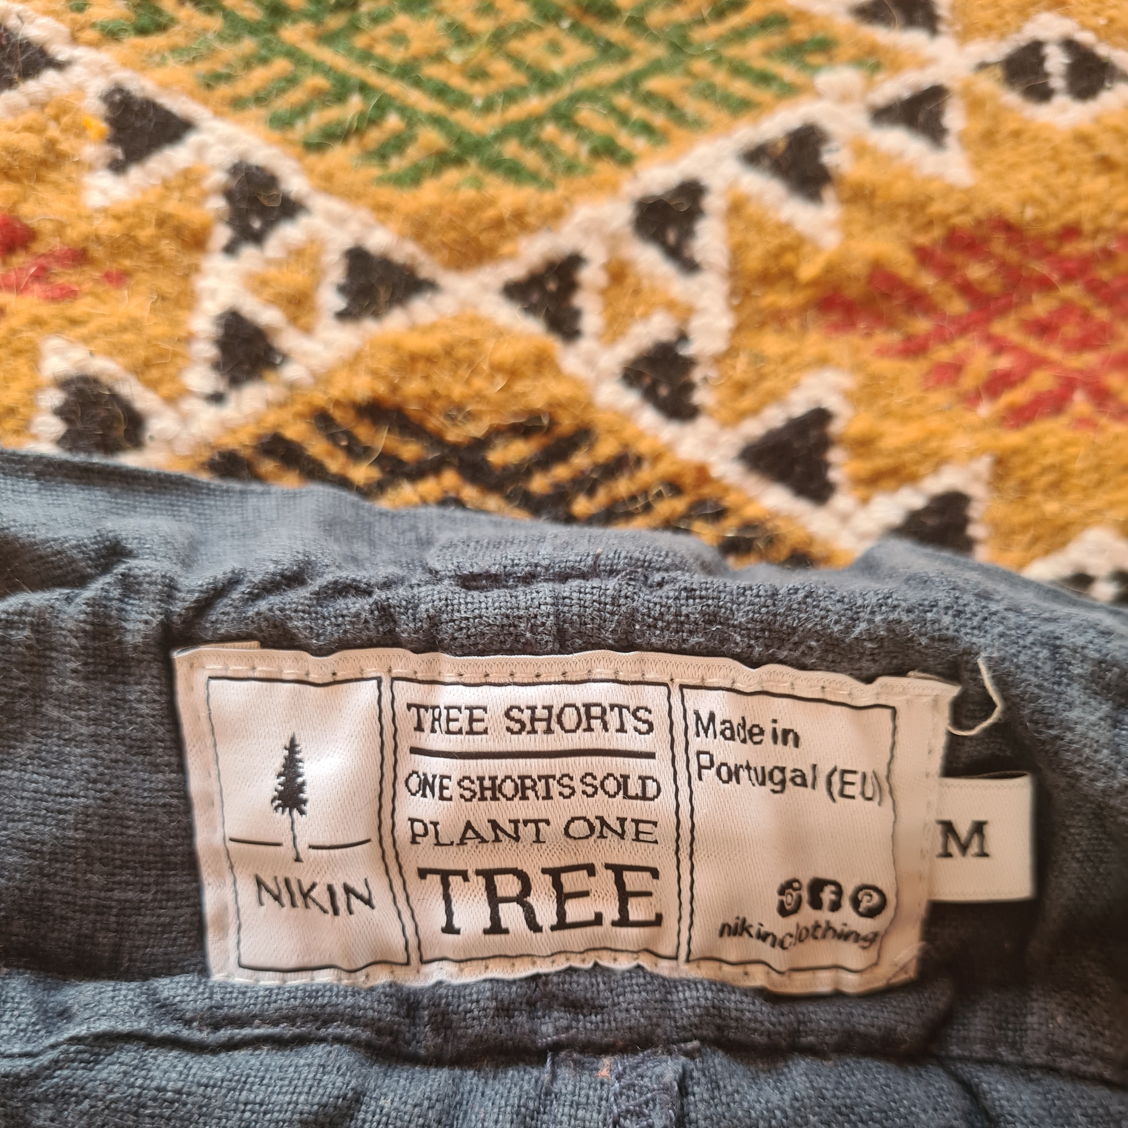 NIKIN
TREE SHORTS
ONE SHORTS SOLD
PLANT ONE
TREE
Made in
Portugal (EU)
nikinclothing
M